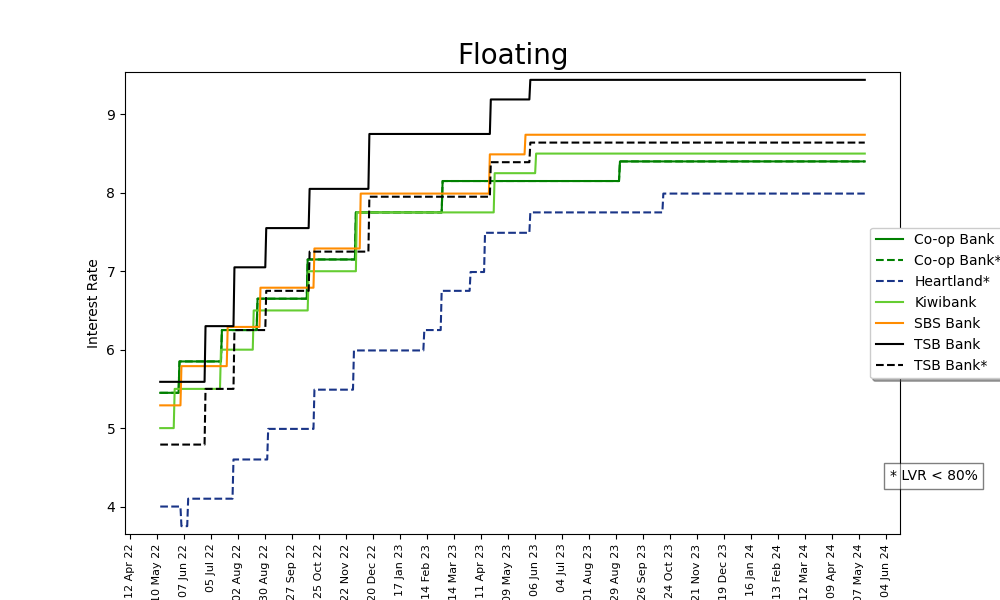 Floating
Interest Rate
9
8
7
6
5
4
Co-op Bank
Co-op Bank*
Heartland*
Kiwibank
SBS Bank
TSB Bank
TSB Bank*
* LVR < 80%
12 Apr 22
10 May 22
07 Jun 22
05 Jul 22
02 Aug 22
30 Aug 22
27 Sep 22
25 Oct 22
22 Nov 22
20 Dec 22
17 Jan 23
14 Feb 23
14 Mar 23
11 Apr 23
09 May 23
06 Jun 23
04 Jul 23
01 Aug 23
29 Aug 23
26 Sep 23
24 Oct 23
21 Nov 23
19 Dec 23
16 Jan 24
13 Feb 24
12 Mar 24
09 Apr 24
07 May 24
04 Jun 24